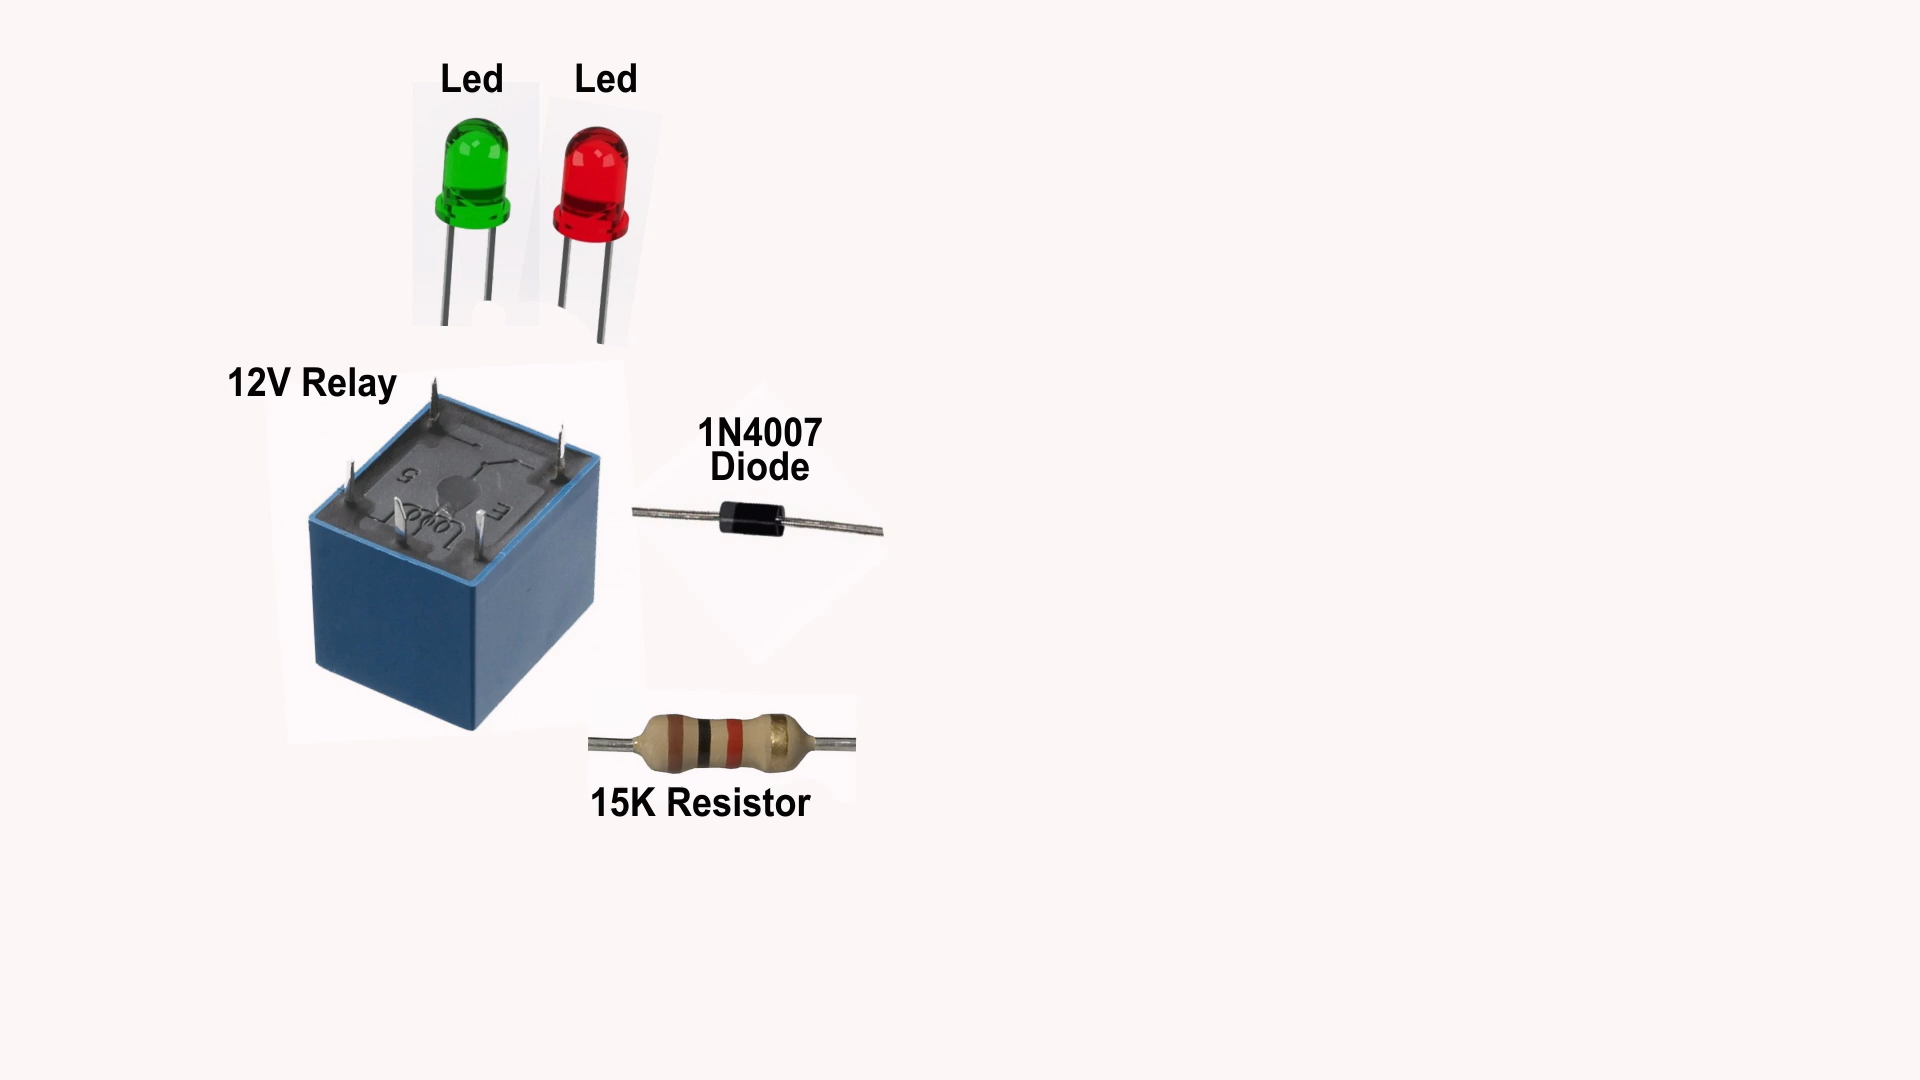 Led Led
12V Relay
1N4007
Diode
15K Resistor